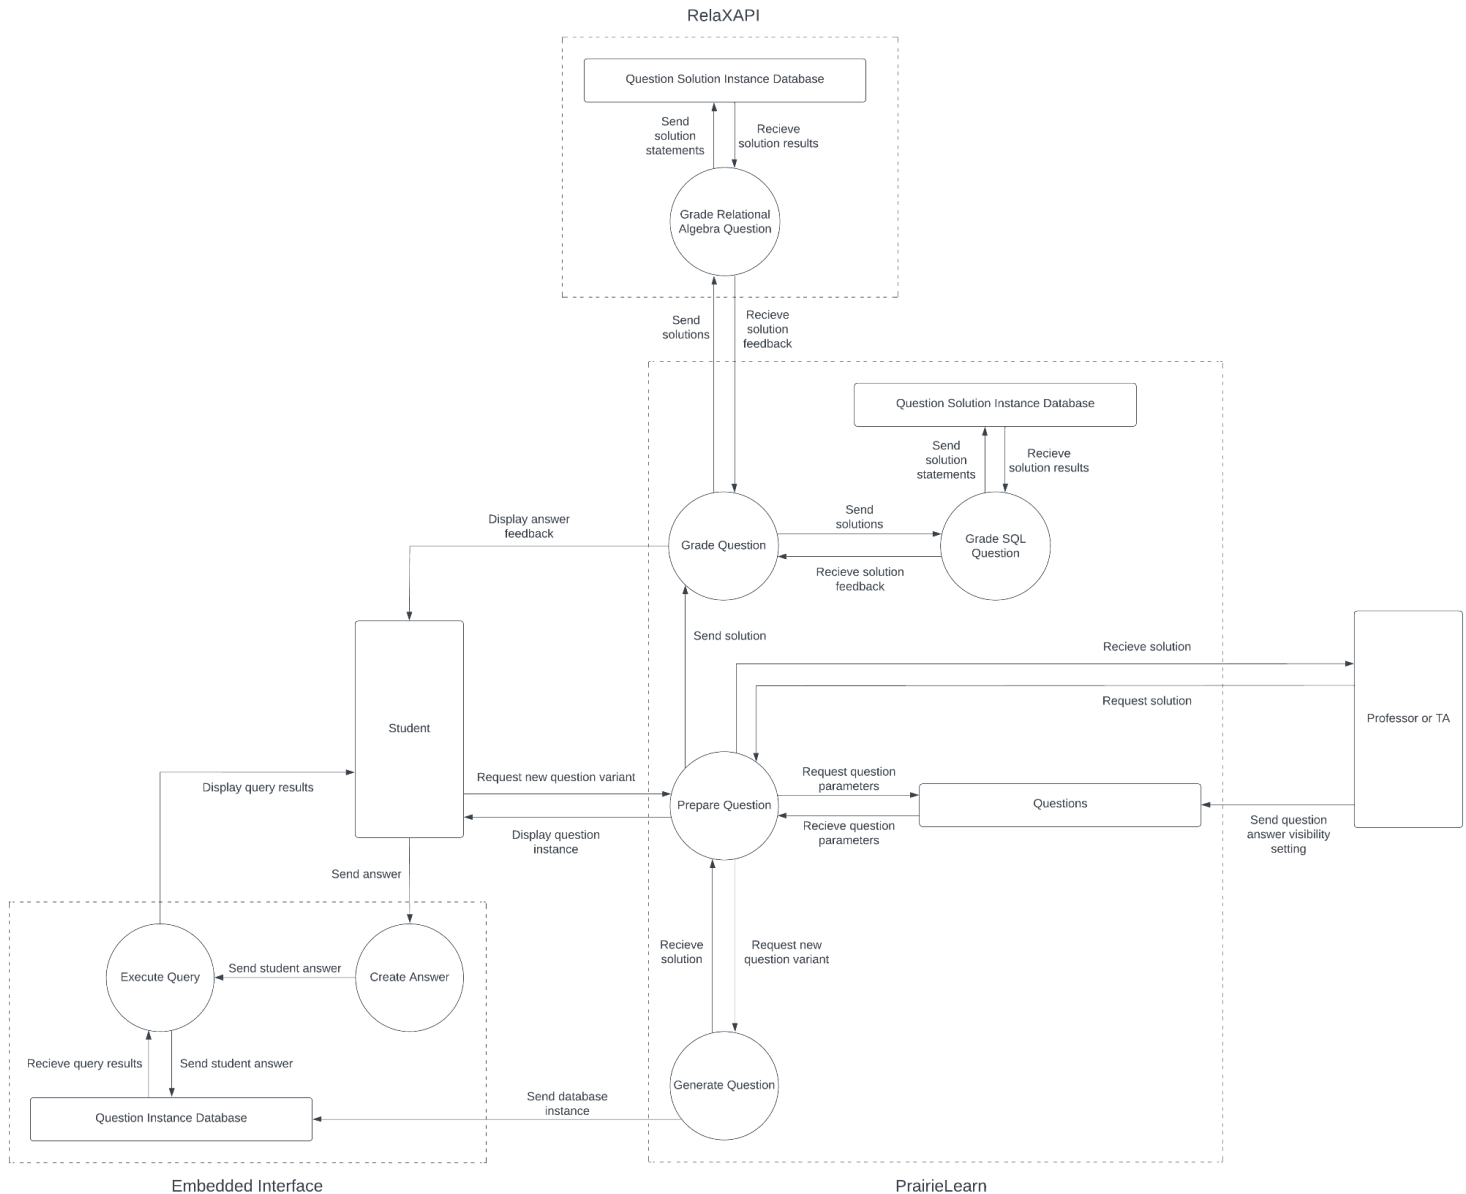 RelaXAPI
Question Solution Instance Database
Send
solution
statements
Recieve
solution results
Grade Relational
Algebra Question
Send
solutions
Recieve
solution
feedback
Question Solution Instance Database
Send
solution
statements
Recieve
solution results
Display answer
feedback
Grade Question
Send
solutions
Recieve solution
feedback
Grade SQL
Question
Send solution
Recieve solution
Request solution
Student
Professor or TA
Display query results
Request new question variant
Display question
instance
Prepare Question
Request question
parameters
Recieve question
parameters
Questions
Send question
answer visibility
setting
Send answer
Execute Query
Send student answer
Create Answer
Recieve
solution
Request new
question variant
Recieve query results
Send student answer
Question Instance Database
Send database
instance
Generate Question
Embedded Interface
PrairieLearn